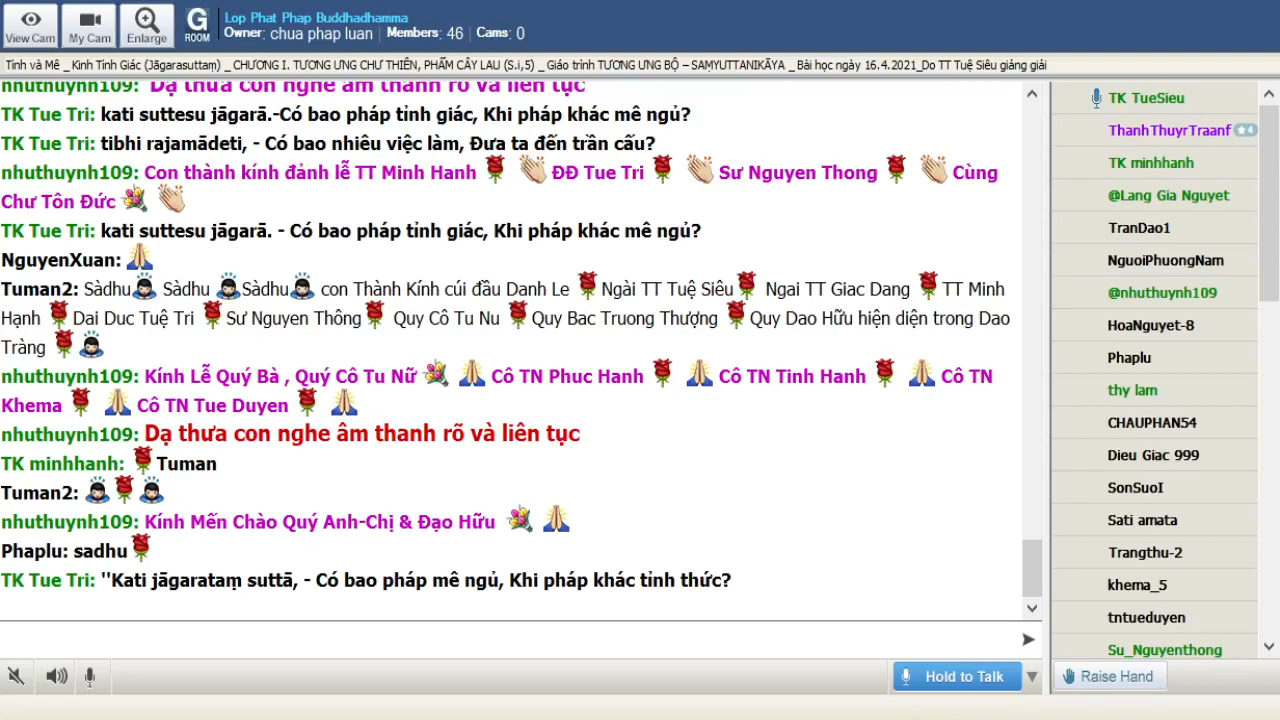 View Cam
My Cam
Enlarge
G
ROOM
Lop Phat Phap Buddhadhamma
Owner: chua phap luan
Members: 46
Cams: 0
Tỉnh và Mê _ Kinh Tỉnh Giác (Jāgarasuttaṃ) _ CHƯƠNG I. TƯƠNG ƯNG CHƯ THIÊN, PHẨM CÂY LAU (S.i,5) _ Giáo trình TƯƠNG ƯNG BỘ – SAṂYUTTANIKĀYA _ Bài học ngày 16.4.2021_Do TT Tuệ Siêu giảng giải
nhuthuynh109: Dạ thưa con nghe âm thanh rõ và liên tục
TK Tue Tri: kati suttesu jāgarā.-Có bao pháp tỉnh giác, Khi pháp khác mê ngủ?
TK Tue Tri: tibhi rajamādeti, - Có bao nhiêu việc làm, Đưa ta đến trần cấu?
nhuthuynh109: Con thành kính đảnh lễ TT Minh Hanh ĐĐ Tue Tri Sư Nguyen Thong Cùng
Chư Tôn Đức
TK Tue Tri: kati suttesu jāgarā. - Có bao pháp tỉnh giác, Khi pháp khác mê ngủ?
NguyenXuan:
Tuman2: Sàdhu Sàdhu Sàdhu con Thành Kính cúi đầu Danh Le Ngài TT Tuệ Siêu Ngai TT Giac Dang TT Minh
Hạnh Dai Duc Tuệ Tri Sư Nguyen Thông Quy Cô Tu Nu Quy Bac Truong Thượng Quy Dao Hữu hiện diện trong Dao
Tràng
nhuthuynh109: Kính Lễ Quý Bà , Quý Cô Tu Nữ Cô TN Phuc Hanh Cô TN Tinh Hanh Cô TN
Khema Cô TN Tue Duyen
nhuthuynh109: Dạ thưa con nghe âm thanh rõ và liên tục
TK minhhanh: Tuman
Tuman2:
nhuthuynh109: Kính Mến Chào Quý Anh-Chị & Đạo Hữu
Phaplu: sadhu
TK Tue Tri: "Kati jāgarataṃ suttā, - Có bao pháp mê ngủ, Khi pháp khác tỉnh thức?
Hold to Talk
TK TueSieu
ThanhThuyrTraanf 4
TK minhhanh
@Lang Gia Nguyet
TranDao1
NguoiPhuongNam
@nhuthuynh109
HoaNguyet-8
Phaplu
thy lam
CHAUPHAN54
Dieu Giac 999
SonSuoI
Sati amata
Trangthu-2
khema_5
tntueduyen
Su_Nguyenthong
Raise Hand